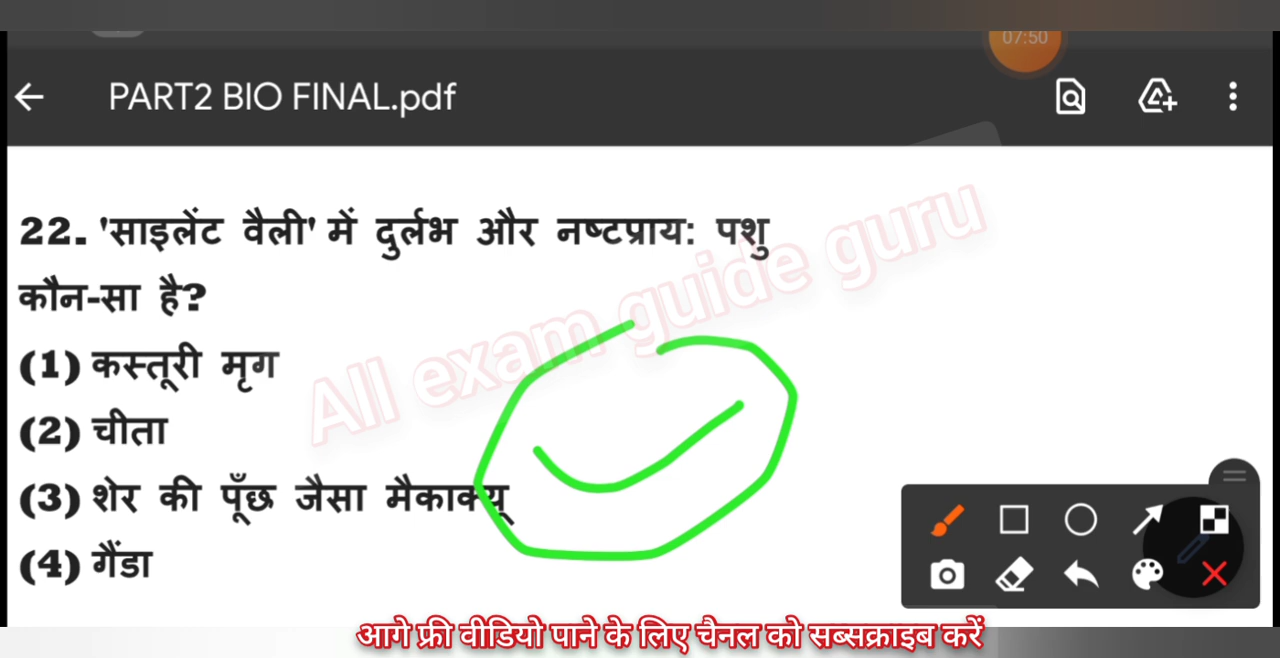 07:50
PART2 BIO FINAL.pdf
22. 'साइलेंट वैली' में दुर्लभ और नष्टप्राय: पशु
कौन-सा है?
(1) कस्तूरी मृग
(2) चीता
(3) शेर की पूँछ जैसा मैकाक्यू
(4) गैंडा
All exam guide guru
आगे फ्री वीडियो पाने के लिए चैनल को सब्सक्राइब करें